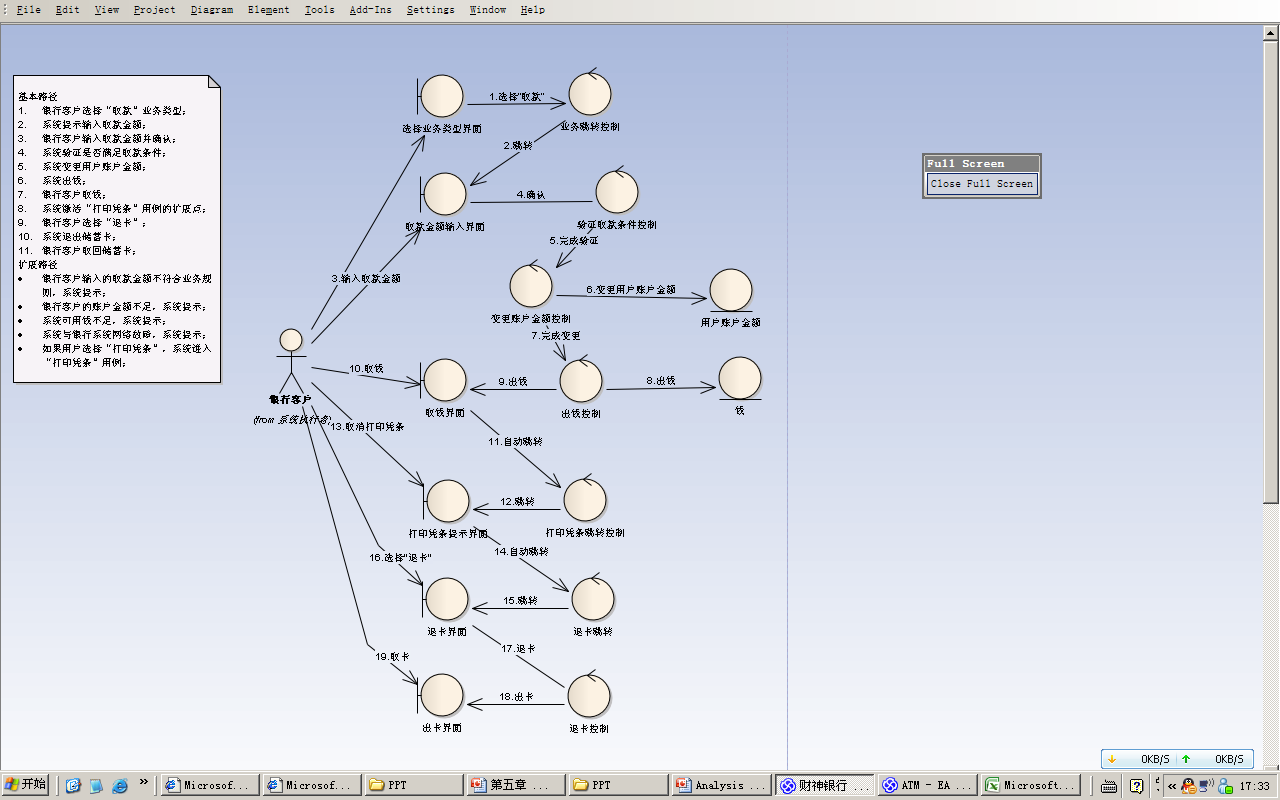 File Edit View Project Diagram Element Tools Add-Ins Settings Window Help
基本路径
1. 银行客户选择“取款”业务类型；
2. 系统提示输入取款金额；
3. 银行客户输入取款金额并确认；
4. 系统验证是否满足取款条件；
5. 系统变更用户账户金额；
6. 系统出钱；
7. 银行客户取钱；
8. 系统激活“打印凭条”用例的扩展点；
9. 银行客户选择“退卡”；
10. 系统退出储蓄卡；
11. 银行客户取回储蓄卡；
扩展路径
• 银行客户输入的取款金额不符合业务规
则，系统提示；
• 银行客户的账户金额不足，系统提示；
• 系统可用钱不足，系统提示；
• 系统与银行系统网络故障，系统提示；
• 如果用户选择“打印凭条”，系统进入
“打印凭条”用例；
1.选择"取款"
选择业务类型界面
业务跳转控制
2.跳转
Full Screen
Close Full Screen
4.确认
取款金额输入界面
验证取款条件控制
5.完成验证
3.输入取款金额
6.变更用户账户金额
变更账户金额控制
用户账户金额
7.完成变更
10.取钱
9.出钱
8.出钱
银行客户
(from 系统执行者)
取钱界面
出钱控制
钱
13.取消打印凭条
11.自动跳转
12.跳转
打印凭条提示界面
打印凭条跳转控制
14.自动跳转
16.选择"退卡"
15.跳转
退卡界面
退卡跳转
17.退卡
19.取卡
18.出卡
出卡界面
退卡控制
0KB/S 0KB/S
开始 » Microsof... Microsof... PPT 第五章 ... PPT Analysis ... 财神银行 ... ATM - EA ... Microsoft... « 17:33